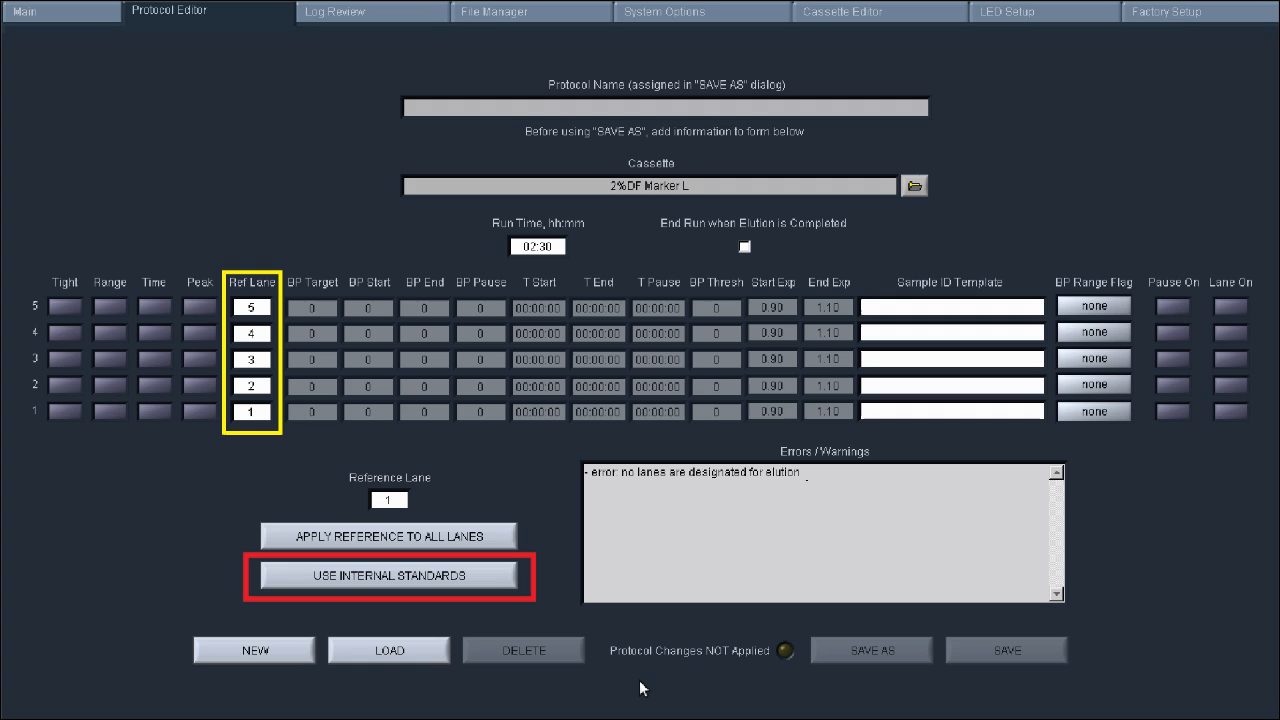 Main Protocol Editor Log Review File Manager System Options Cassette Editor LED Setup Factory Setup
Protocol Name (assigned in "SAVE AS" dialog)
Before using "SAVE AS", add information to form below
Cassette
2%DF Marker L
Run Time, hh:mm End Run when Elution is Completed
02:30
Tight Range Time Peak Ref Lane BP Target BP Start BP End BP Pause T Start T End T Pause BP Thresh Start Exp End Exp Sample ID Template BP Range Flag Pause On Lane On
5 5 0 0 0 0 00:00:00 00:00:00 00:00:00 0 0.90 1.10 none
4 4 0 0 0 0 00:00:00 00:00:00 00:00:00 0 0.90 1.10 none
3 3 0 0 0 0 00:00:00 00:00:00 00:00:00 0 0.90 1.10 none
2 2 0 0 0 0 00:00:00 00:00:00 00:00:00 0 0.90 1.10 none
1 1 0 0 0 0 00:00:00 00:00:00 00:00:00 0 0.90 1.10 none
Errors / Warnings
- error: no lanes are designated for elution
Reference Lane
1
APPLY REFERENCE TO ALL LANES
USE INTERNAL STANDARDS
NEW LOAD DELETE Protocol Changes NOT Applied SAVE AS SAVE